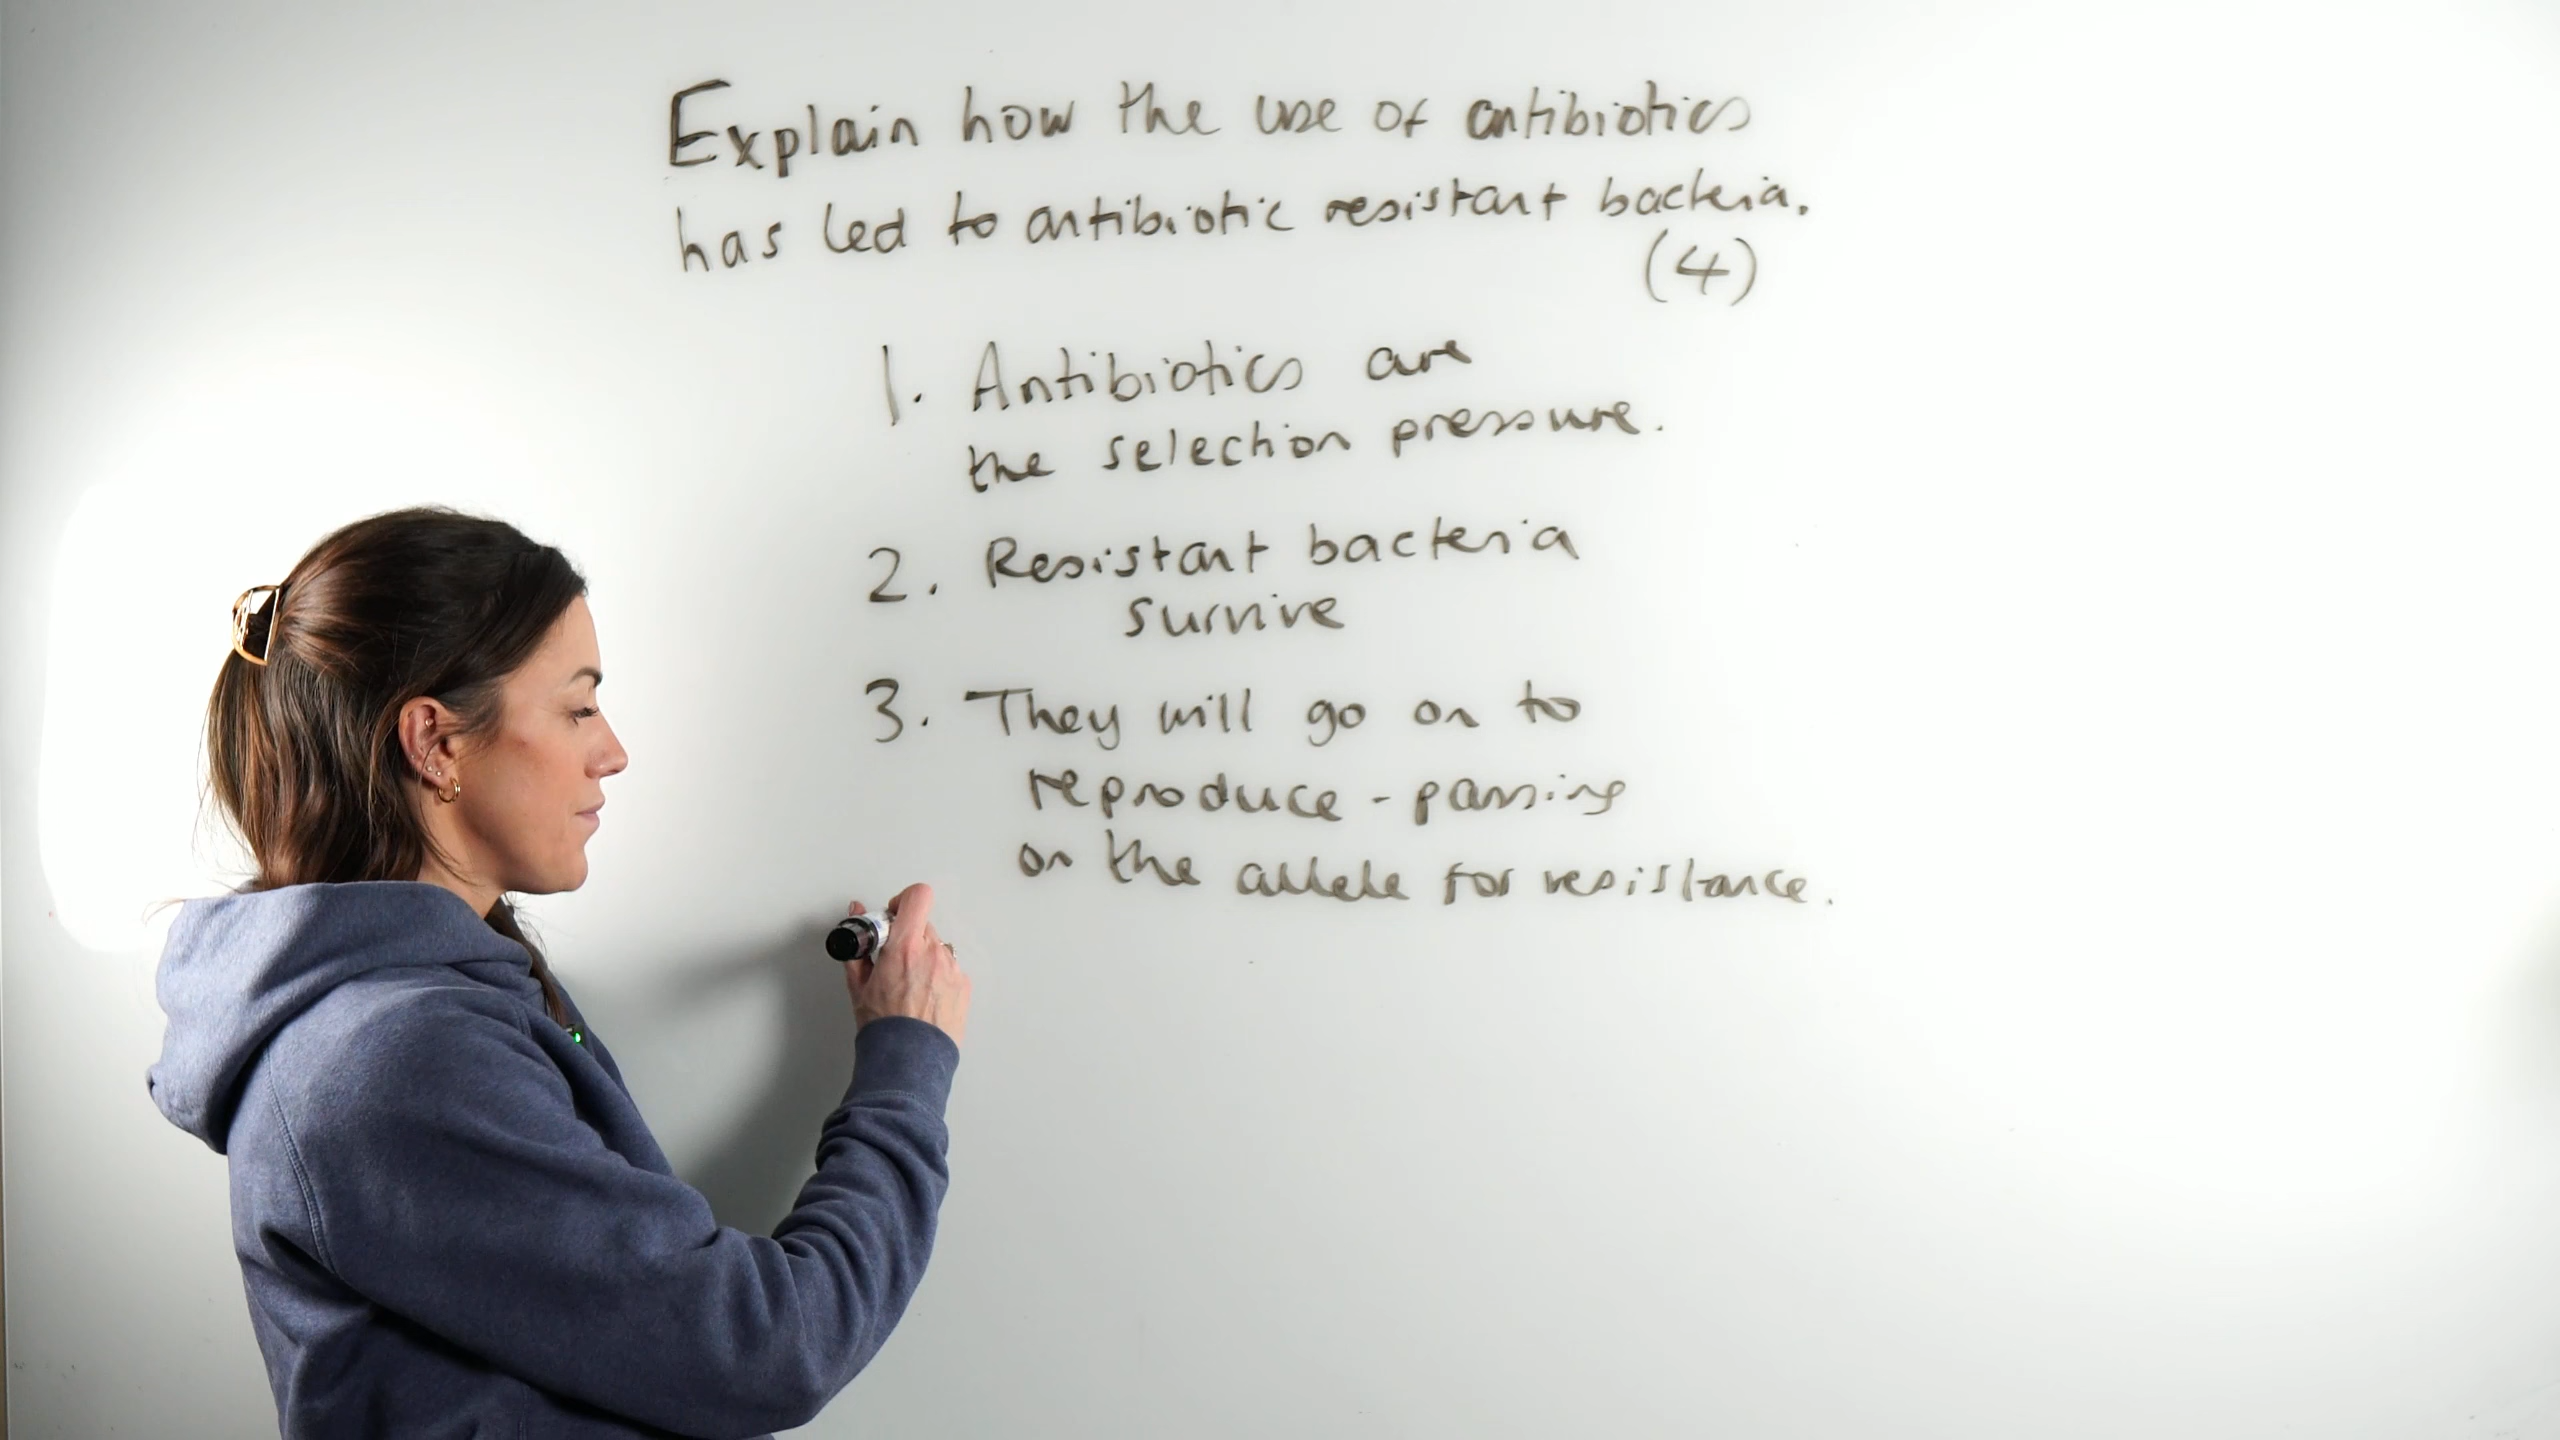 Explain how the use of antibiotics
has led to antibiotic resistant bacteria.
(4)
1. Antibiotics are
the selection pressure.
2. Resistant bacteria
survive
3. They will go on to
reproduce - passing
on the allele for resistance.